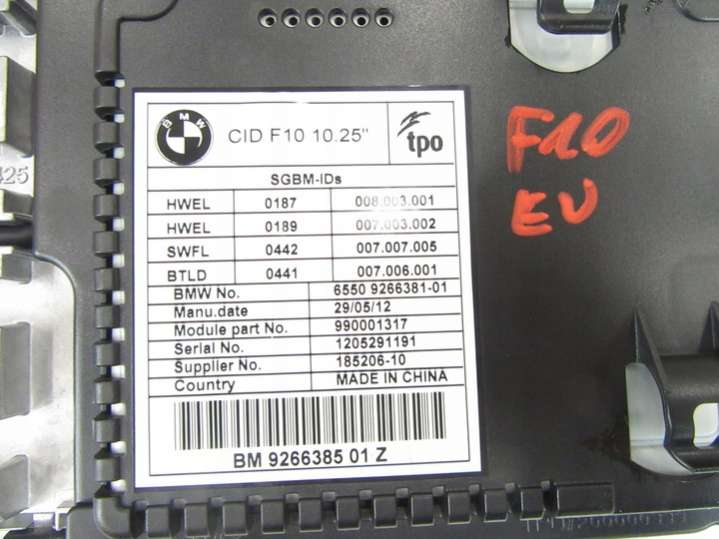 BMW CID F10 10.25" tpo
SGBM-IDs
HWEL 0187 008.003.001
HWEL 0189 007.003.002
SWFL 0442 007.007.005
BTLD 0441 007.006.001
BMW No. 6550 9266381-01
Manu.date 29/05/12
Module part No. 990001317
Serial No. 1205291191
Supplier No. 185206-10
Country MADE IN CHINA
BM 9266385 01 Z
F10
EU
425